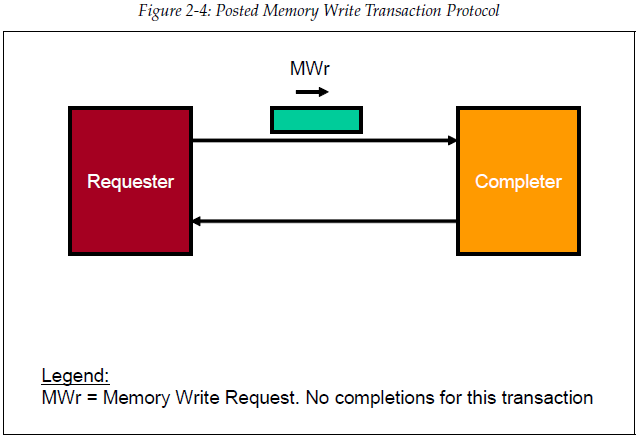 Figure 2-4: Posted Memory Write Transaction Protocol
MWr
Requester
Completer
Legend:
MWr = Memory Write Request. No completions for this transaction